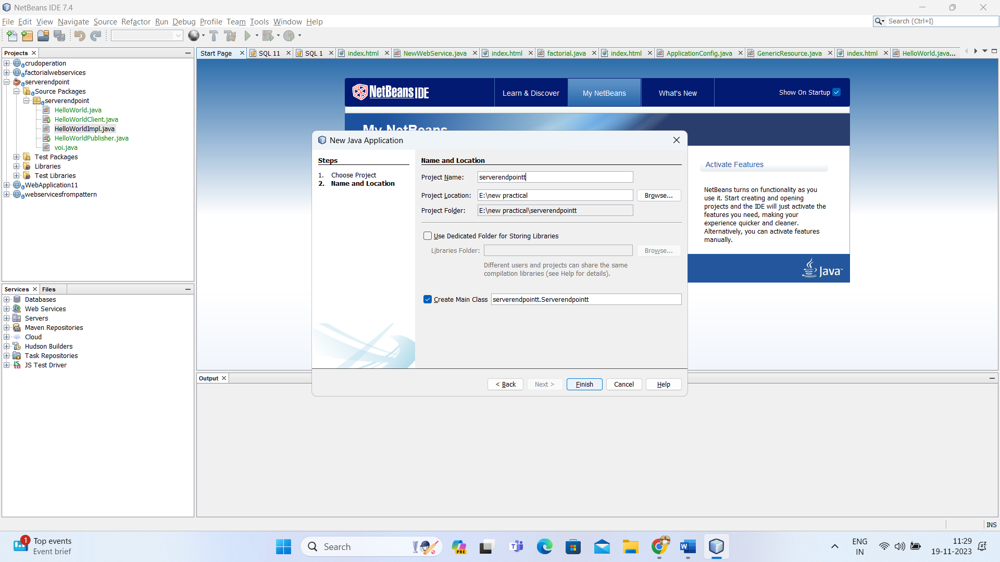 NetBeans IDE 7.4
File Edit View Navigate Source Refactor Run Debug Profile Team Tools Window Help
Search (Ctrl+I)
Projects
crudoperation
factorialwebservices
serverendpoint
Source Packages
serverendpoint
HelloWorld.java
HelloWorldClient.java
HelloWorldImpl.java
HelloWorldPublisher.java
voi.java
Test Packages
Libraries
Test Libraries
WebApplication11
webservicesfrompattern
Services Files
Databases
Web Services
Servers
Maven Repositories
Cloud
Hudson Builders
Task Repositories
JS Test Driver
Start Page SQL 11 SQL 1 index.html NewWebService.java index.html factorial.java index.html ApplicationConfig.java GenericResource.java index.html HelloWorld.java...
NetBeans IDE
Learn & Discover My NetBeans What's New Show On Startup
My NetBeans
Activate Features
NetBeans turns on functionality as you
use it. Start creating and opening
projects and the IDE will just activate the
features you need, making your
experience quicker and cleaner.
Alternatively, you can activate features
manually.
Java
New Java Application
Steps
1. Choose Project
2. Name and Location
Name and Location
Project Name: serverendpointt
Project Location: E:\new practical Browse...
Project Folder: E:\new practical\serverendpointt
Use Dedicated Folder for Storing Libraries
Libraries Folder: Browse...
Different users and projects can share the same
compilation libraries (see Help for details).
Create Main Class serverendpointt.Serverendpointt
< Back Next > Finish Cancel Help
Output
INS
1
Top events
Event brief
Search
PRE
ENG
IN
11:29
19-11-2023